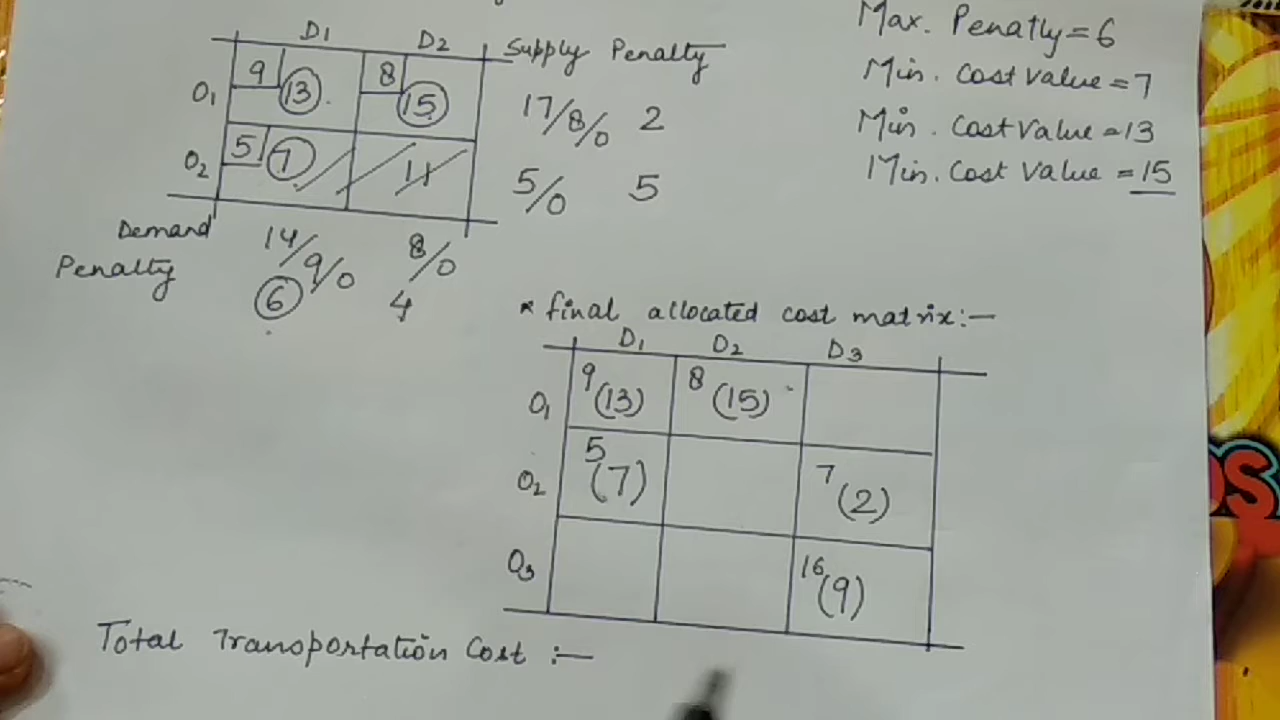 D1 D2 Supply Penalty
O1 9 13 8 15 17/8/0 2
O2 5 7 11 5/0 5
Demand 14/9/0 8/0
Penalty 6 4
Max. Penatly = 6
Min. Cost Value = 7
Min. Cost Value = 13
Min. Cost Value = 15
* final allocated cost matrix:-
D1 D2 D3
O1 9 (13) 8 (15)
O2 5 (7) 7 (2)
O3 16 (9)
Total Transportation Cost :-
OS